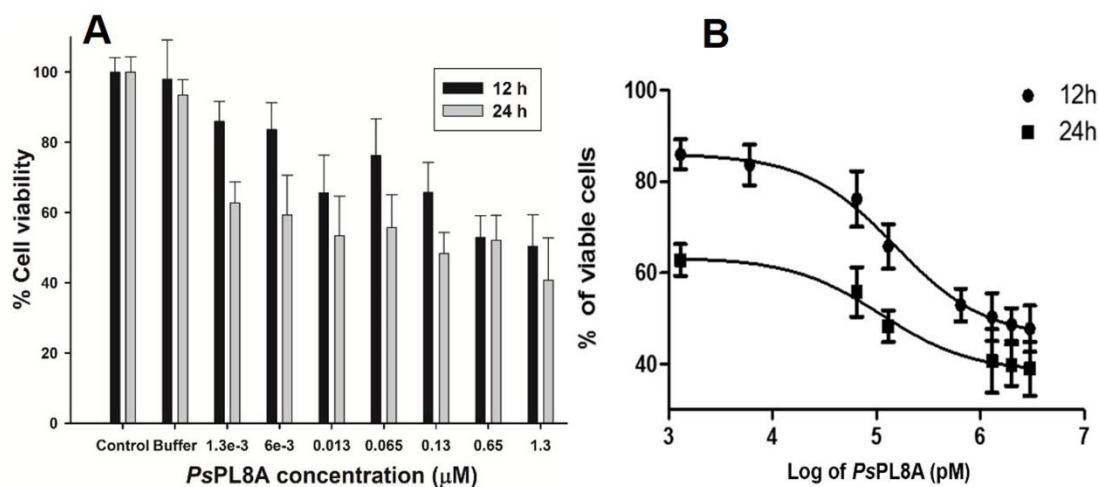 A
% Cell viability
100
80
60
40
20
0
12 h
24 h
Control Buffer 1.3e-3 6e-3 0.013 0.065 0.13 0.65 1.3
PsPL8A concentration (μM)
B
% of viable cells
100
80
60
40
12h
24h
3 4 5 6 7
Log of PsPL8A (pM)